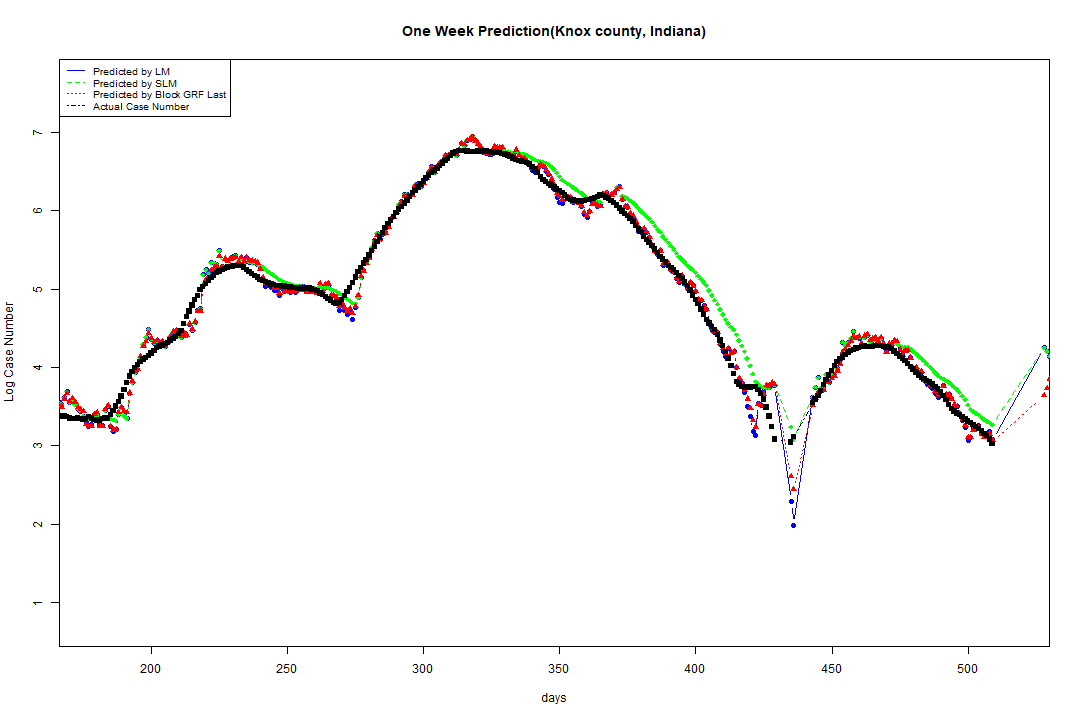 One Week Prediction(Knox county, Indiana)
Predicted by LM
Predicted by SLM
Predicted by Block GRF Last
Actual Case Number
7
6
5
4
3
2
1
Log Case Number
200 250 300 350 400 450 500
days